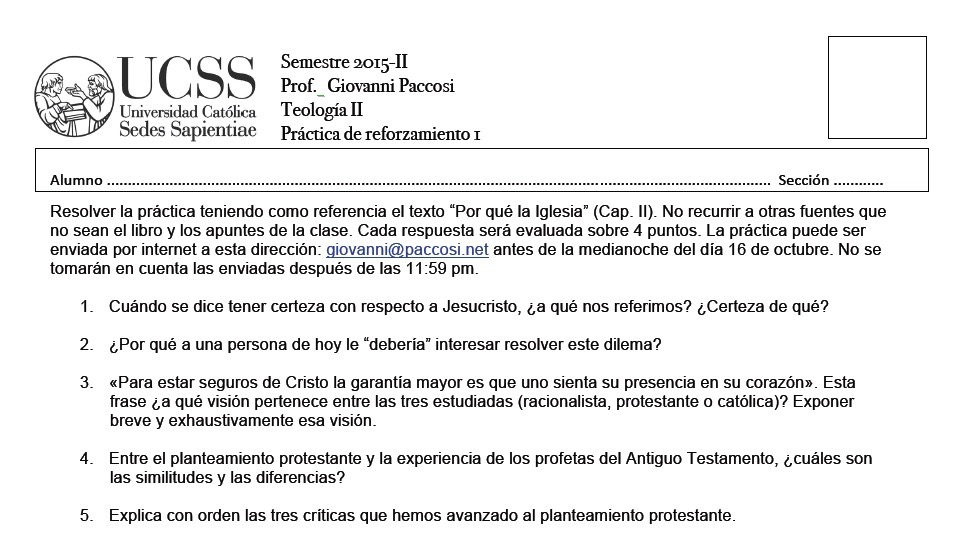 UCSS
Universidad Católica
Sedes Sapientiae
Semestre 2015-II
Prof._ Giovanni Paccosi
Teología II
Práctica de reforzamiento 1
Alumno ............................................................................................................................................................... Sección ............
Resolver la práctica teniendo como referencia el texto “Por qué la Iglesia” (Cap. II). No recurrir a otras fuentes que
no sean el libro y los apuntes de la clase. Cada respuesta será evaluada sobre 4 puntos. La práctica puede ser
enviada por internet a esta dirección: giovanni@paccosi.net antes de la medianoche del día 16 de octubre. No se
tomarán en cuenta las enviadas después de las 11:59 pm.
1. Cuándo se dice tener certeza con respecto a Jesucristo, ¿a qué nos referimos? ¿Certeza de qué?
2. ¿Por qué a una persona de hoy le “debería” interesar resolver este dilema?
3. «Para estar seguros de Cristo la garantía mayor es que uno sienta su presencia en su corazón». Esta
frase ¿a qué visión pertenece entre las tres estudiadas (racionalista, protestante o católica)? Exponer
breve y exhaustivamente esa visión.
4. Entre el planteamiento protestante y la experiencia de los profetas del Antiguo Testamento, ¿cuáles son
las similitudes y las diferencias?
5. Explica con orden las tres críticas que hemos avanzado al planteamiento protestante.